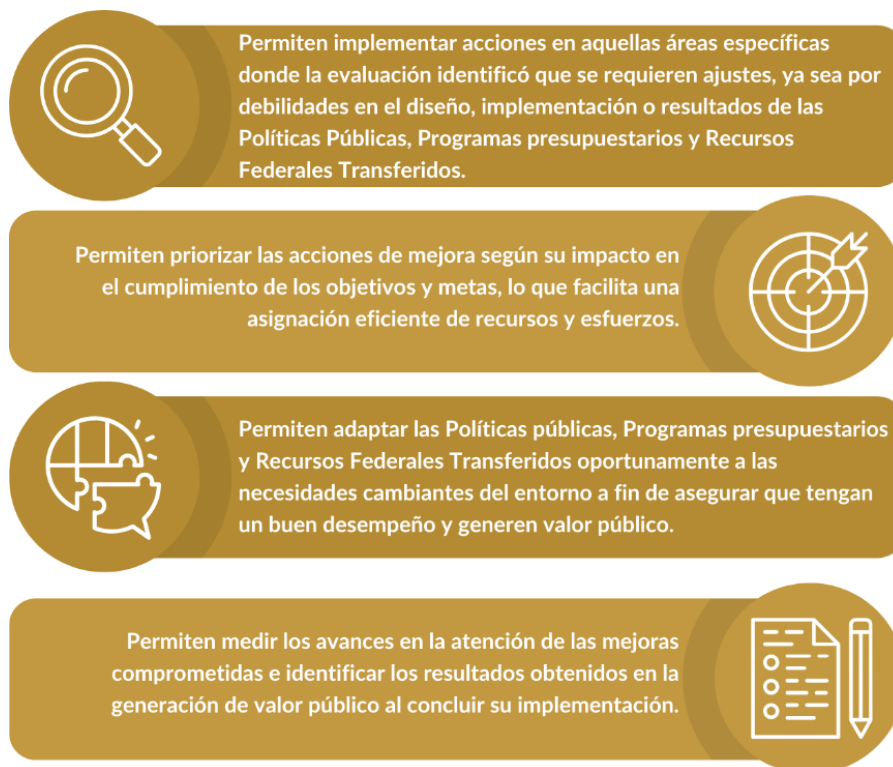 Permiten implementar acciones en aquellas áreas específicas
donde la evaluación identificó que se requieren ajustes, ya sea por
debilidades en el diseño, implementación o resultados de las
Políticas Públicas, Programas presupuestarios y Recursos
Federales Transferidos.
Permiten priorizar las acciones de mejora según su impacto en
el cumplimiento de los objetivos y metas, lo que facilita una
asignación eficiente de recursos y esfuerzos.
Permiten adaptar las Políticas públicas, Programas presupuestarios
y Recursos Federales Transferidos oportunamente a las
necesidades cambiantes del entorno a fin de asegurar que tengan
un buen desempeño y generen valor público.
Permiten medir los avances en la atención de las mejoras
comprometidas e identificar los resultados obtenidos en la
generación de valor público al concluir su implementación.